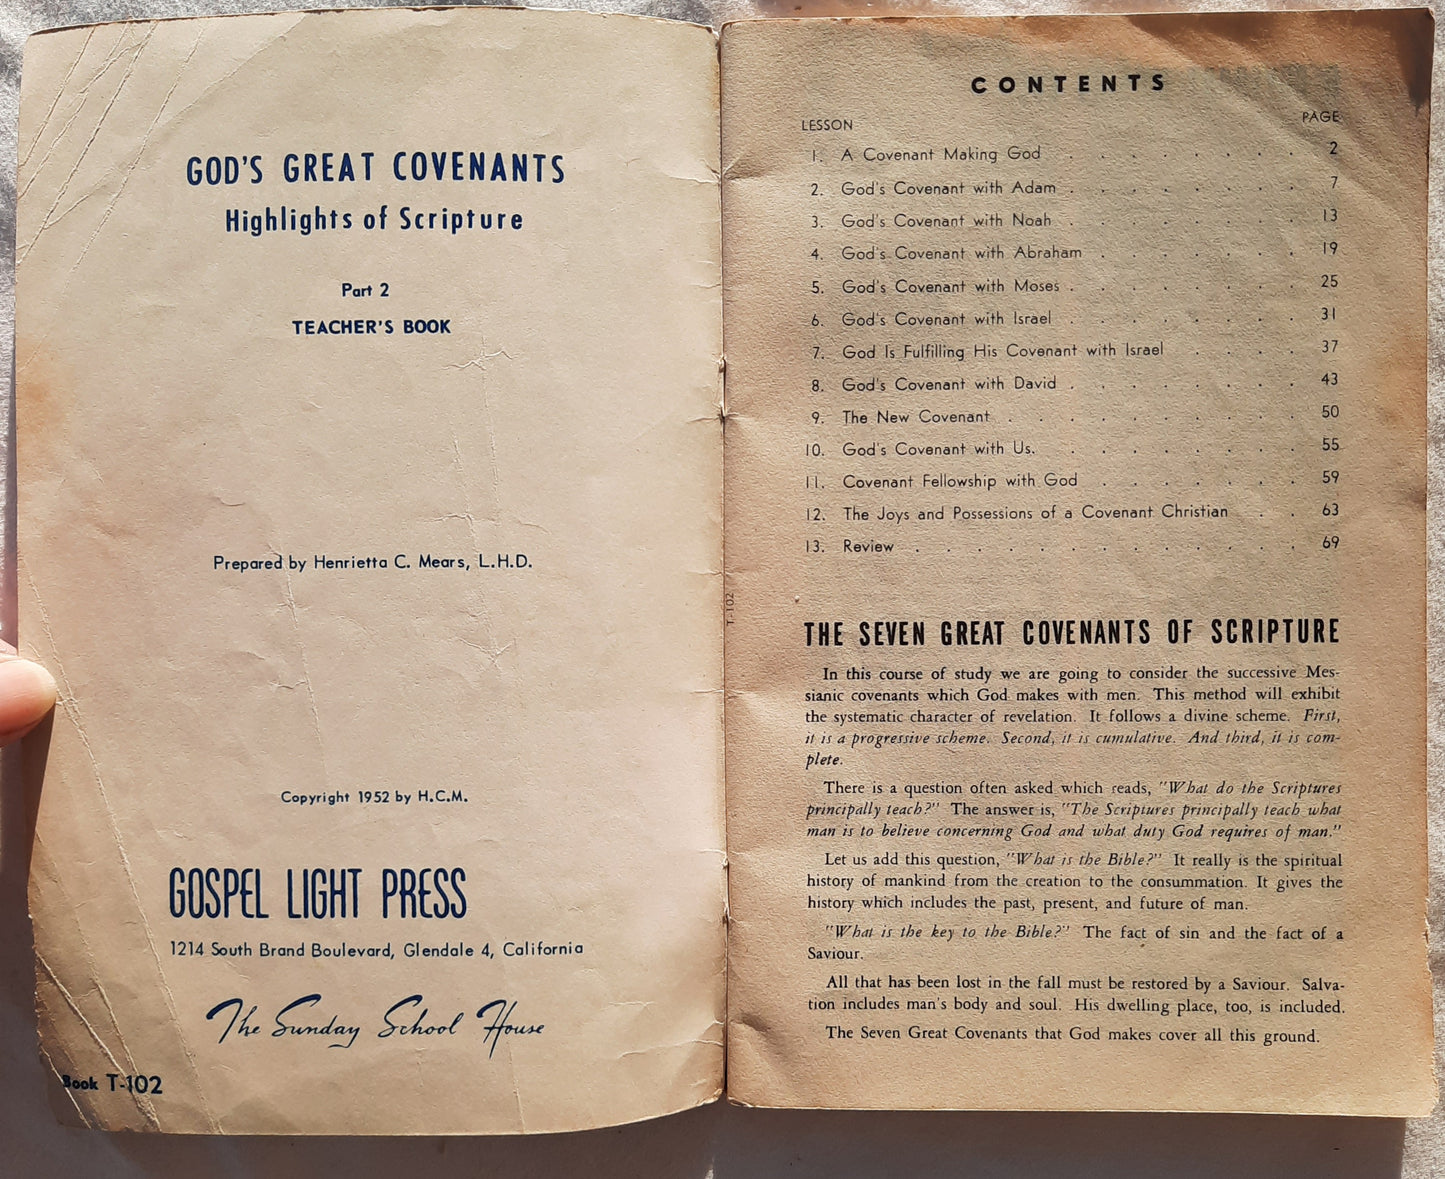 GOD'S GREAT COVENANTS
Highlights of Scripture
Part 2
TEACHER'S BOOK
Prepared by Henrietta C. Mears, L.H.D.
Copyright 1952 by H.C.M.
GOSPEL LIGHT PRESS
1214 South Brand Boulevard, Glendale 4, California
The Sunday School House
Book T-102
CONTENTS
LESSON PAGE
1. A Covenant Making God . . . . . . . . 2
2. God's Covenant with Adam . . . . . . . . 7
3. God's Covenant with Noah . . . . . . . . 13
4. God's Covenant with Abraham . . . . . . . 19
5. God's Covenant with Moses . . . . . . . . 25
6. God's Covenant with Israel . . . . . . . . 31
7. God Is Fulfilling His Covenant with Israel . . . . 37
8. God's Covenant with David . . . . . . . . 43
9. The New Covenant . . . . . . . . . . 50
10. God's Covenant with Us. . . . . . . . . 55
11. Covenant Fellowship with God . . . . . . . 59
12. The Joys and Possessions of a Covenant Christian . . 63
13. Review . . . . . . . . . . . . . 69
T-102
THE SEVEN GREAT COVENANTS OF SCRIPTURE
In this course of study we are going to consider the successive Mes-
sianic covenants which God makes with men. This method will exhibit
the systematic character of revelation. It follows a divine scheme. First,
it is a progressive scheme. Second, it is cumulative. And third, it is com-
plete.
There is a question often asked which reads, "What do the Scriptures
principally teach?" The answer is, "The Scriptures principally teach what
man is to believe concerning God and what duty God requires of man."
Let us add this question, "What is the Bible?" It really is the spiritual
history of mankind from the creation to the consummation. It gives the
history which includes the past, present, and future of man.
"What is the key to the Bible?" The fact of sin and the fact of a
Saviour.
All that has been lost in the fall must be restored by a Saviour. Salva-
tion includes man's body and soul. His dwelling place, too, is included.
The Seven Great Covenants that God makes cover all this ground.